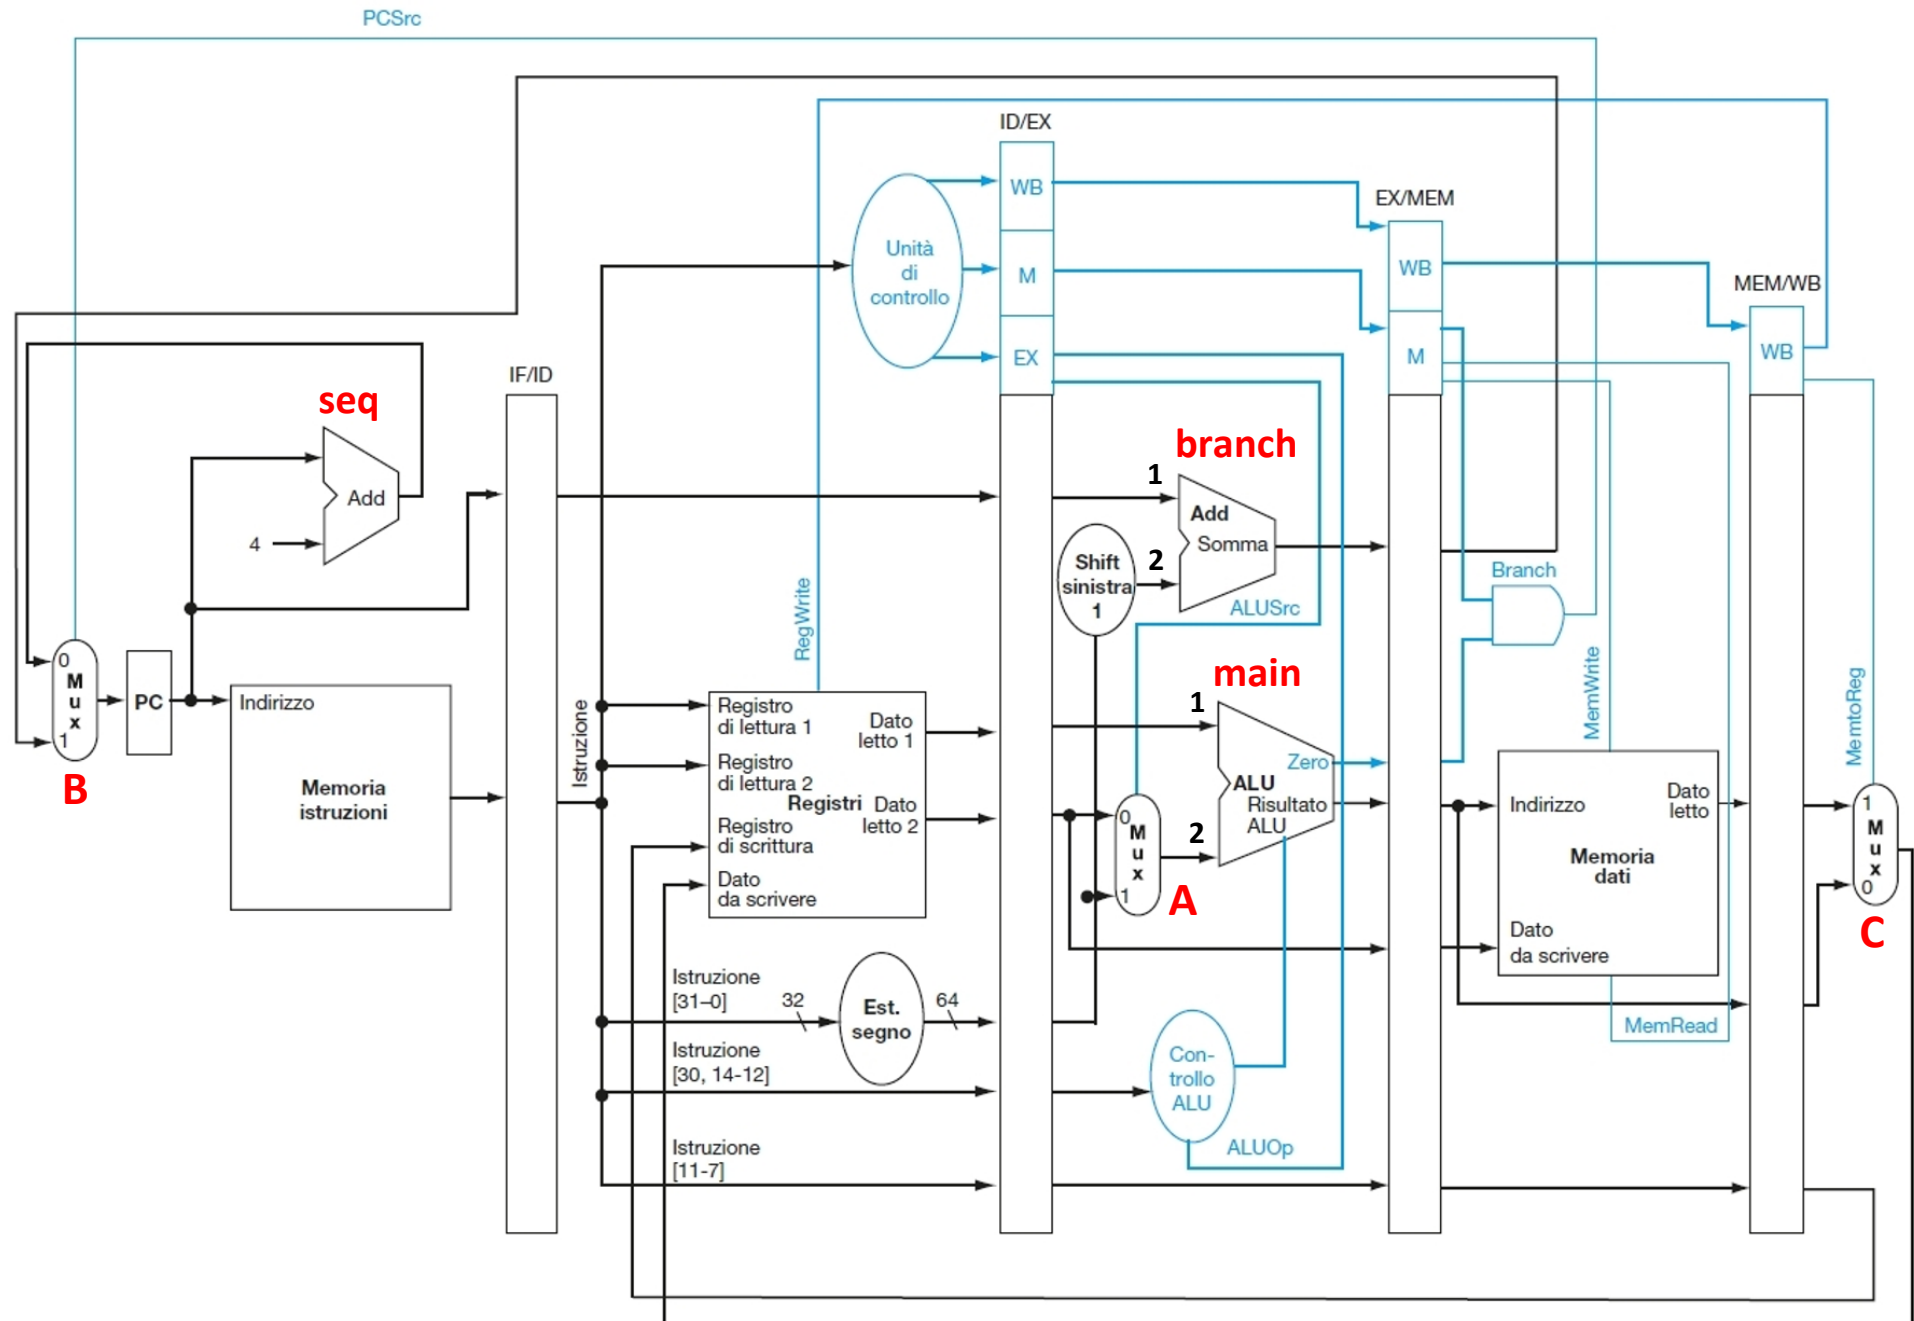 PCSrc
ID/EX
WB
M
EX
Unità
di
controllo
EX/MEM
WB
M
MEM/WB
WB
IF/ID
seq
Add
4
branch
1
2
Add
Somma
Shift
sinistra
1
ALUSrc
Branch
RegWrite
MemWrite
MemtoReg
0
M
u
x
1
B
PC
Indirizzo
Memoria
istruzioni
Istruzione
Registro
di lettura 1
Registro
di lettura 2
Registri
Registro
di scrittura
Dato
da scrivere
Dato
letto 1
Dato
letto 2
main
1
2
Zero
ALU
Risultato
ALU
0
M
u
x
1
A
Indirizzo
Dato
letto
Memoria
dati
Dato
da scrivere
MemRead
1
M
u
x
0
C
Istruzione
[31–0]
32
Est.
segno
64
Istruzione
[30, 14-12]
Con-
trollo
ALU
ALUOp
Istruzione
[11-7]